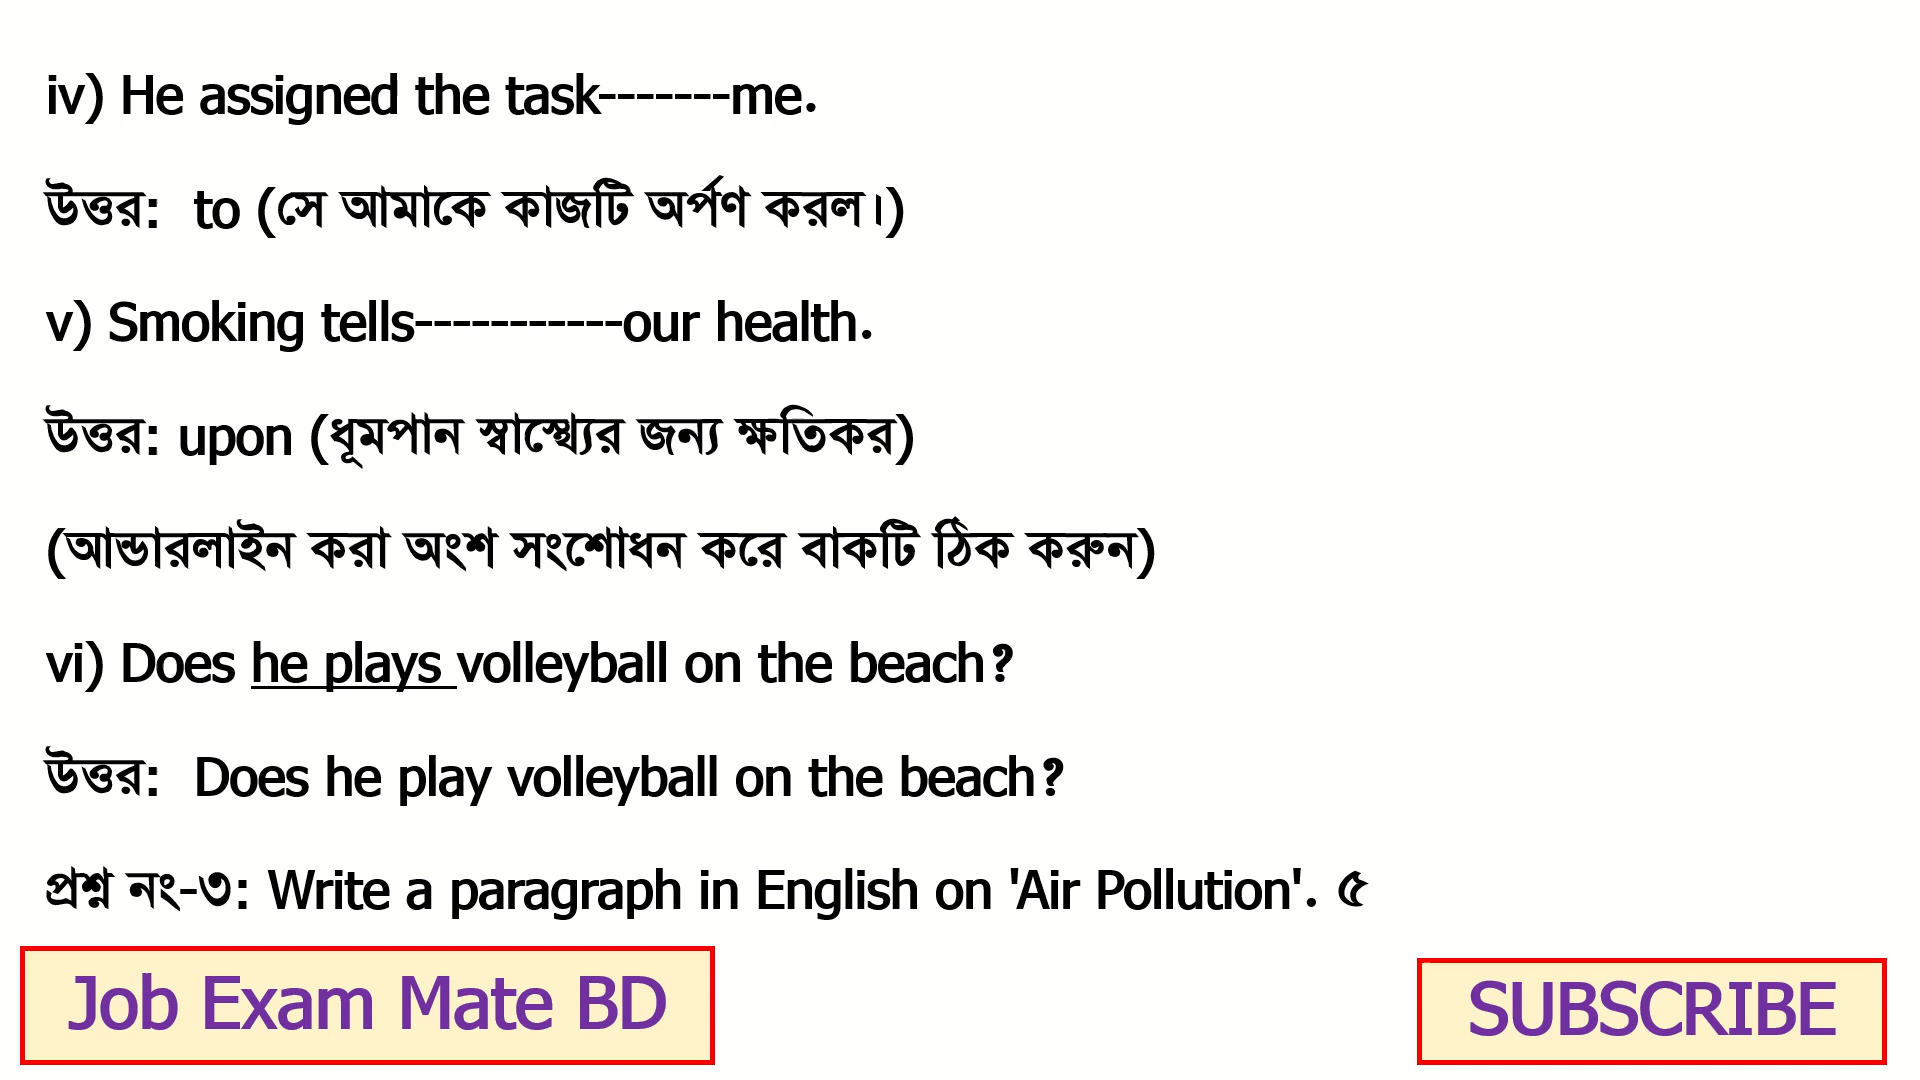 iv) He assigned the task-------me.
উত্তর:  to (সে আমাকে কাজটি অর্পণ করল।)
v) Smoking tells-----------our health.
উত্তর: upon (ধূমপান স্বাস্থ্যের জন্য ক্ষতিকর)
(আন্ডারলাইন করা অংশ সংশোধন করে বাকটি ঠিক করুন)
vi) Does he plays volleyball on the beach?
উত্তর:  Does he play volleyball on the beach?
প্রশ্ন নং-৩: Write a paragraph in English on 'Air Pollution'. ৫
Job Exam Mate BD
SUBSCRIBE